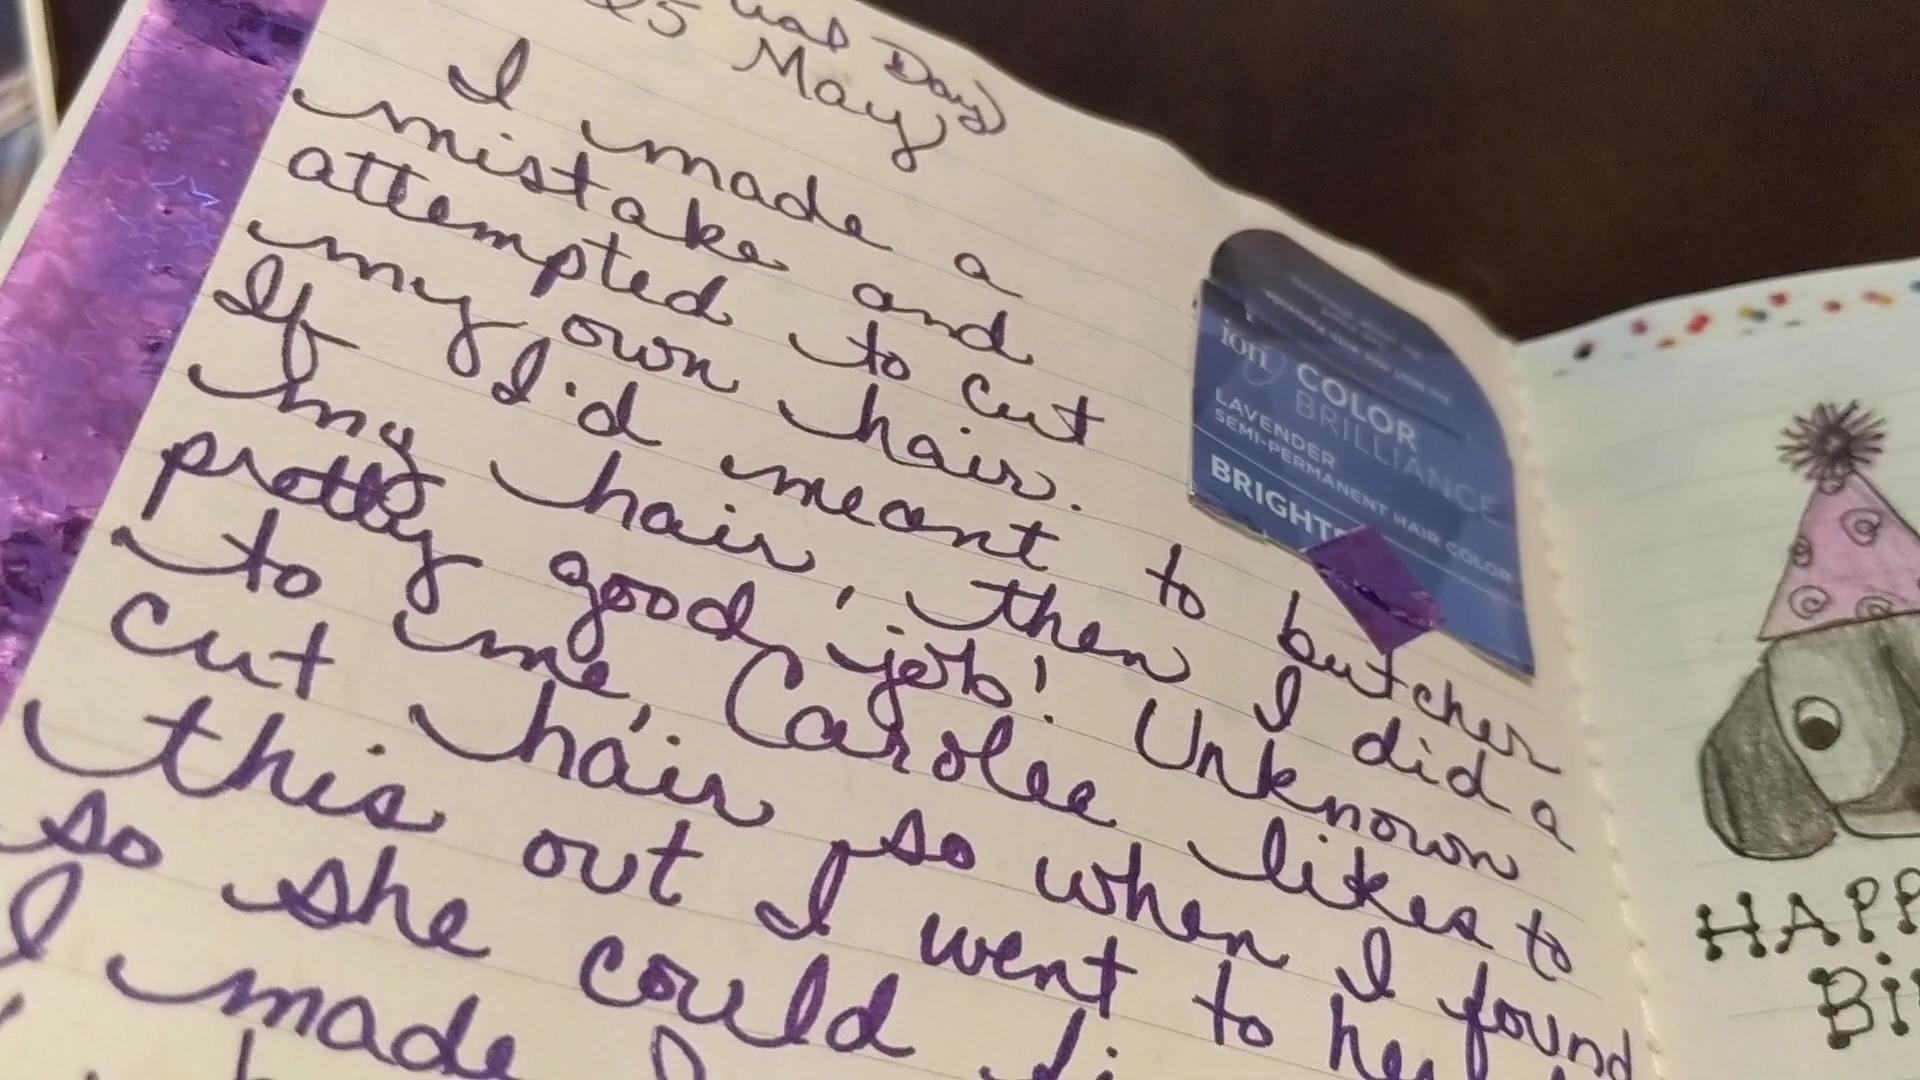 Day
25 May
I made a
mistake and
attempted to cut
my own hair.
If I'd meant to butcher
my hair, then I did a
pretty good job! Unknown
to me, Carolee likes to
cut hair so when I found
this out I went to her
so she could
I made
ion COLOR
BRILLIANCE
LAVENDER
SEMI-PERMANENT HAIR COLOR
BRIGHTS
HAPP
Bi